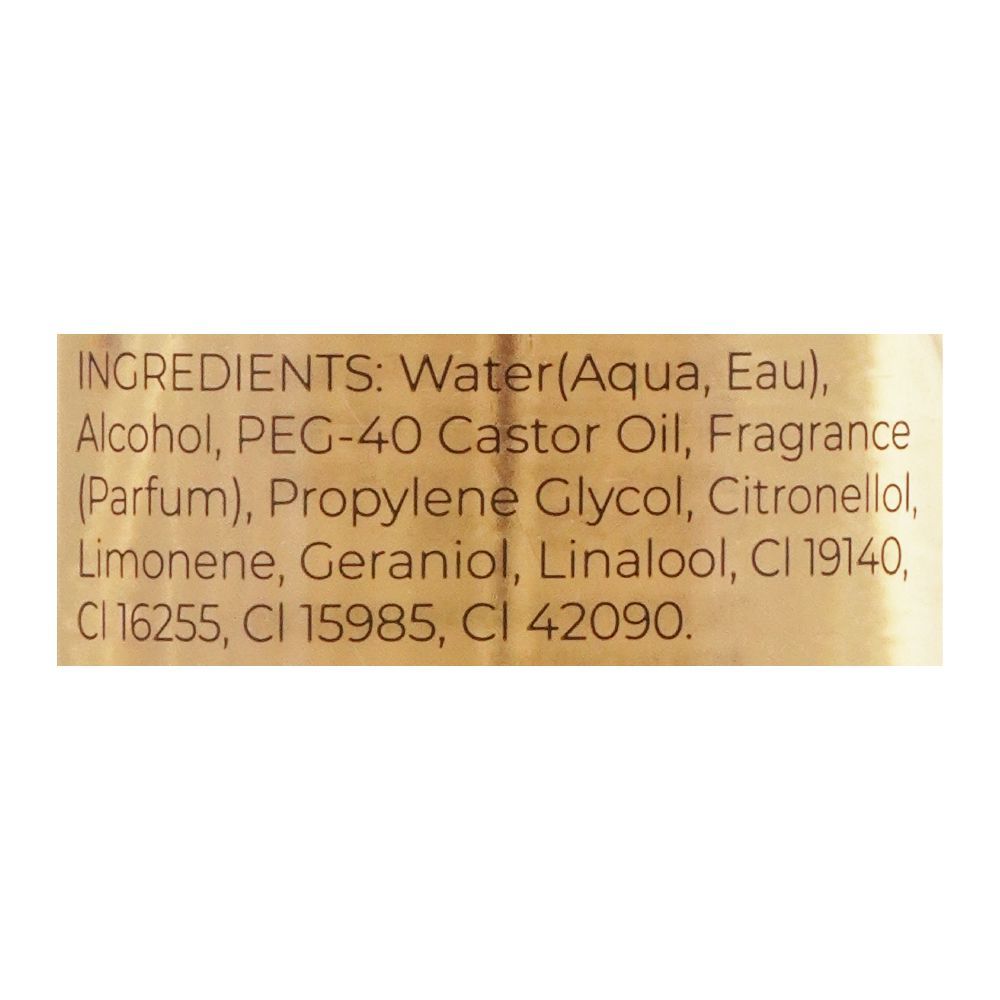 INGREDIENTS: Water(Aqua, Eau),
Alcohol, PEG-40 Castor Oil, Fragrance
(Parfum), Propylene Glycol, Citronellol,
Limonene, Geraniol, Linalool, CI 19140,
CI 16255, CI 15985, CI 42090.